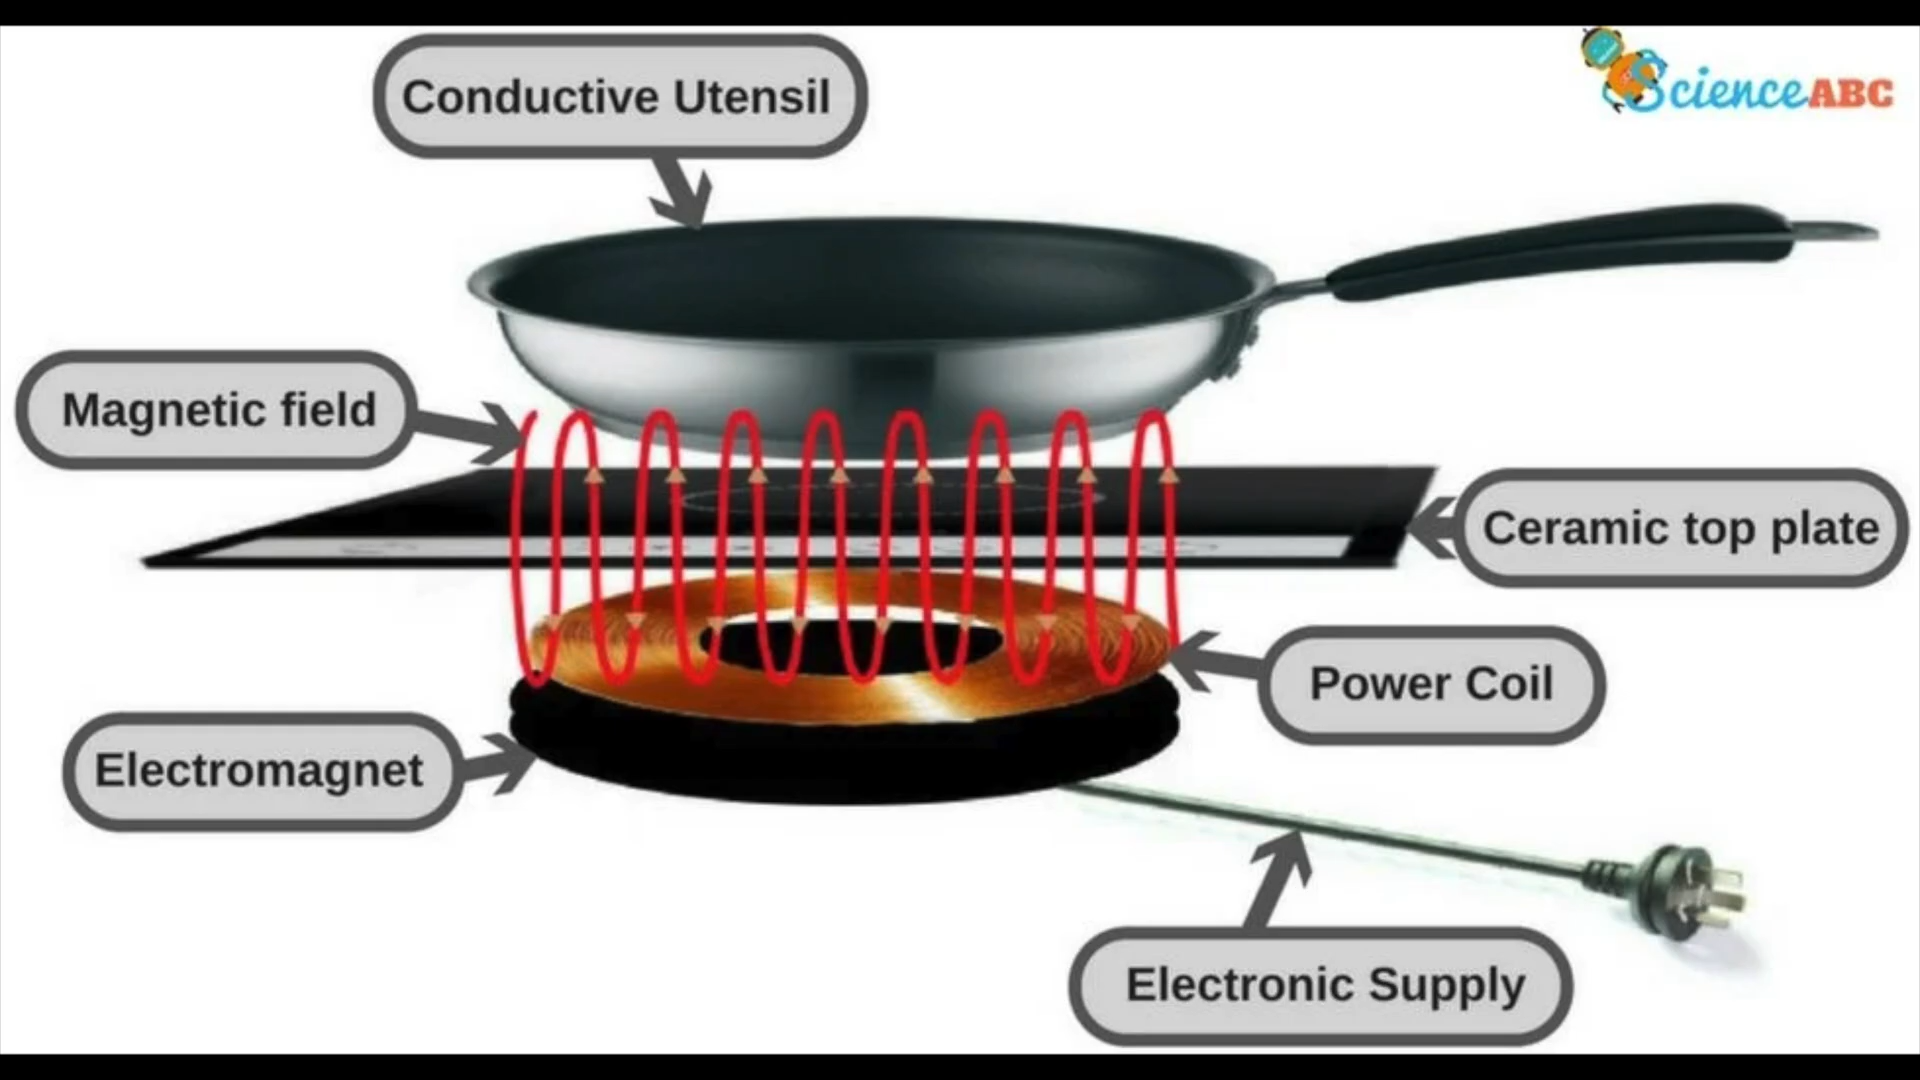 Conductive Utensil
ScienceABC
Magnetic field
Ceramic top plate
Power Coil
Electromagnet
Electronic Supply